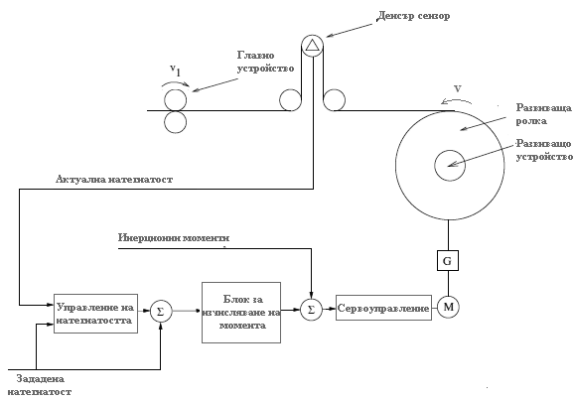 Денсър сензор
Главно
устройство
v1
v
Развиваща
ролка
Развиващо
устройство
Актуална натегнатост
Инерционни моменти
G
Управление на
натегнатостта
Σ
Блок за
изчисляване на
момента
Σ
Сервоуправление
M
Зададена
натегнатост